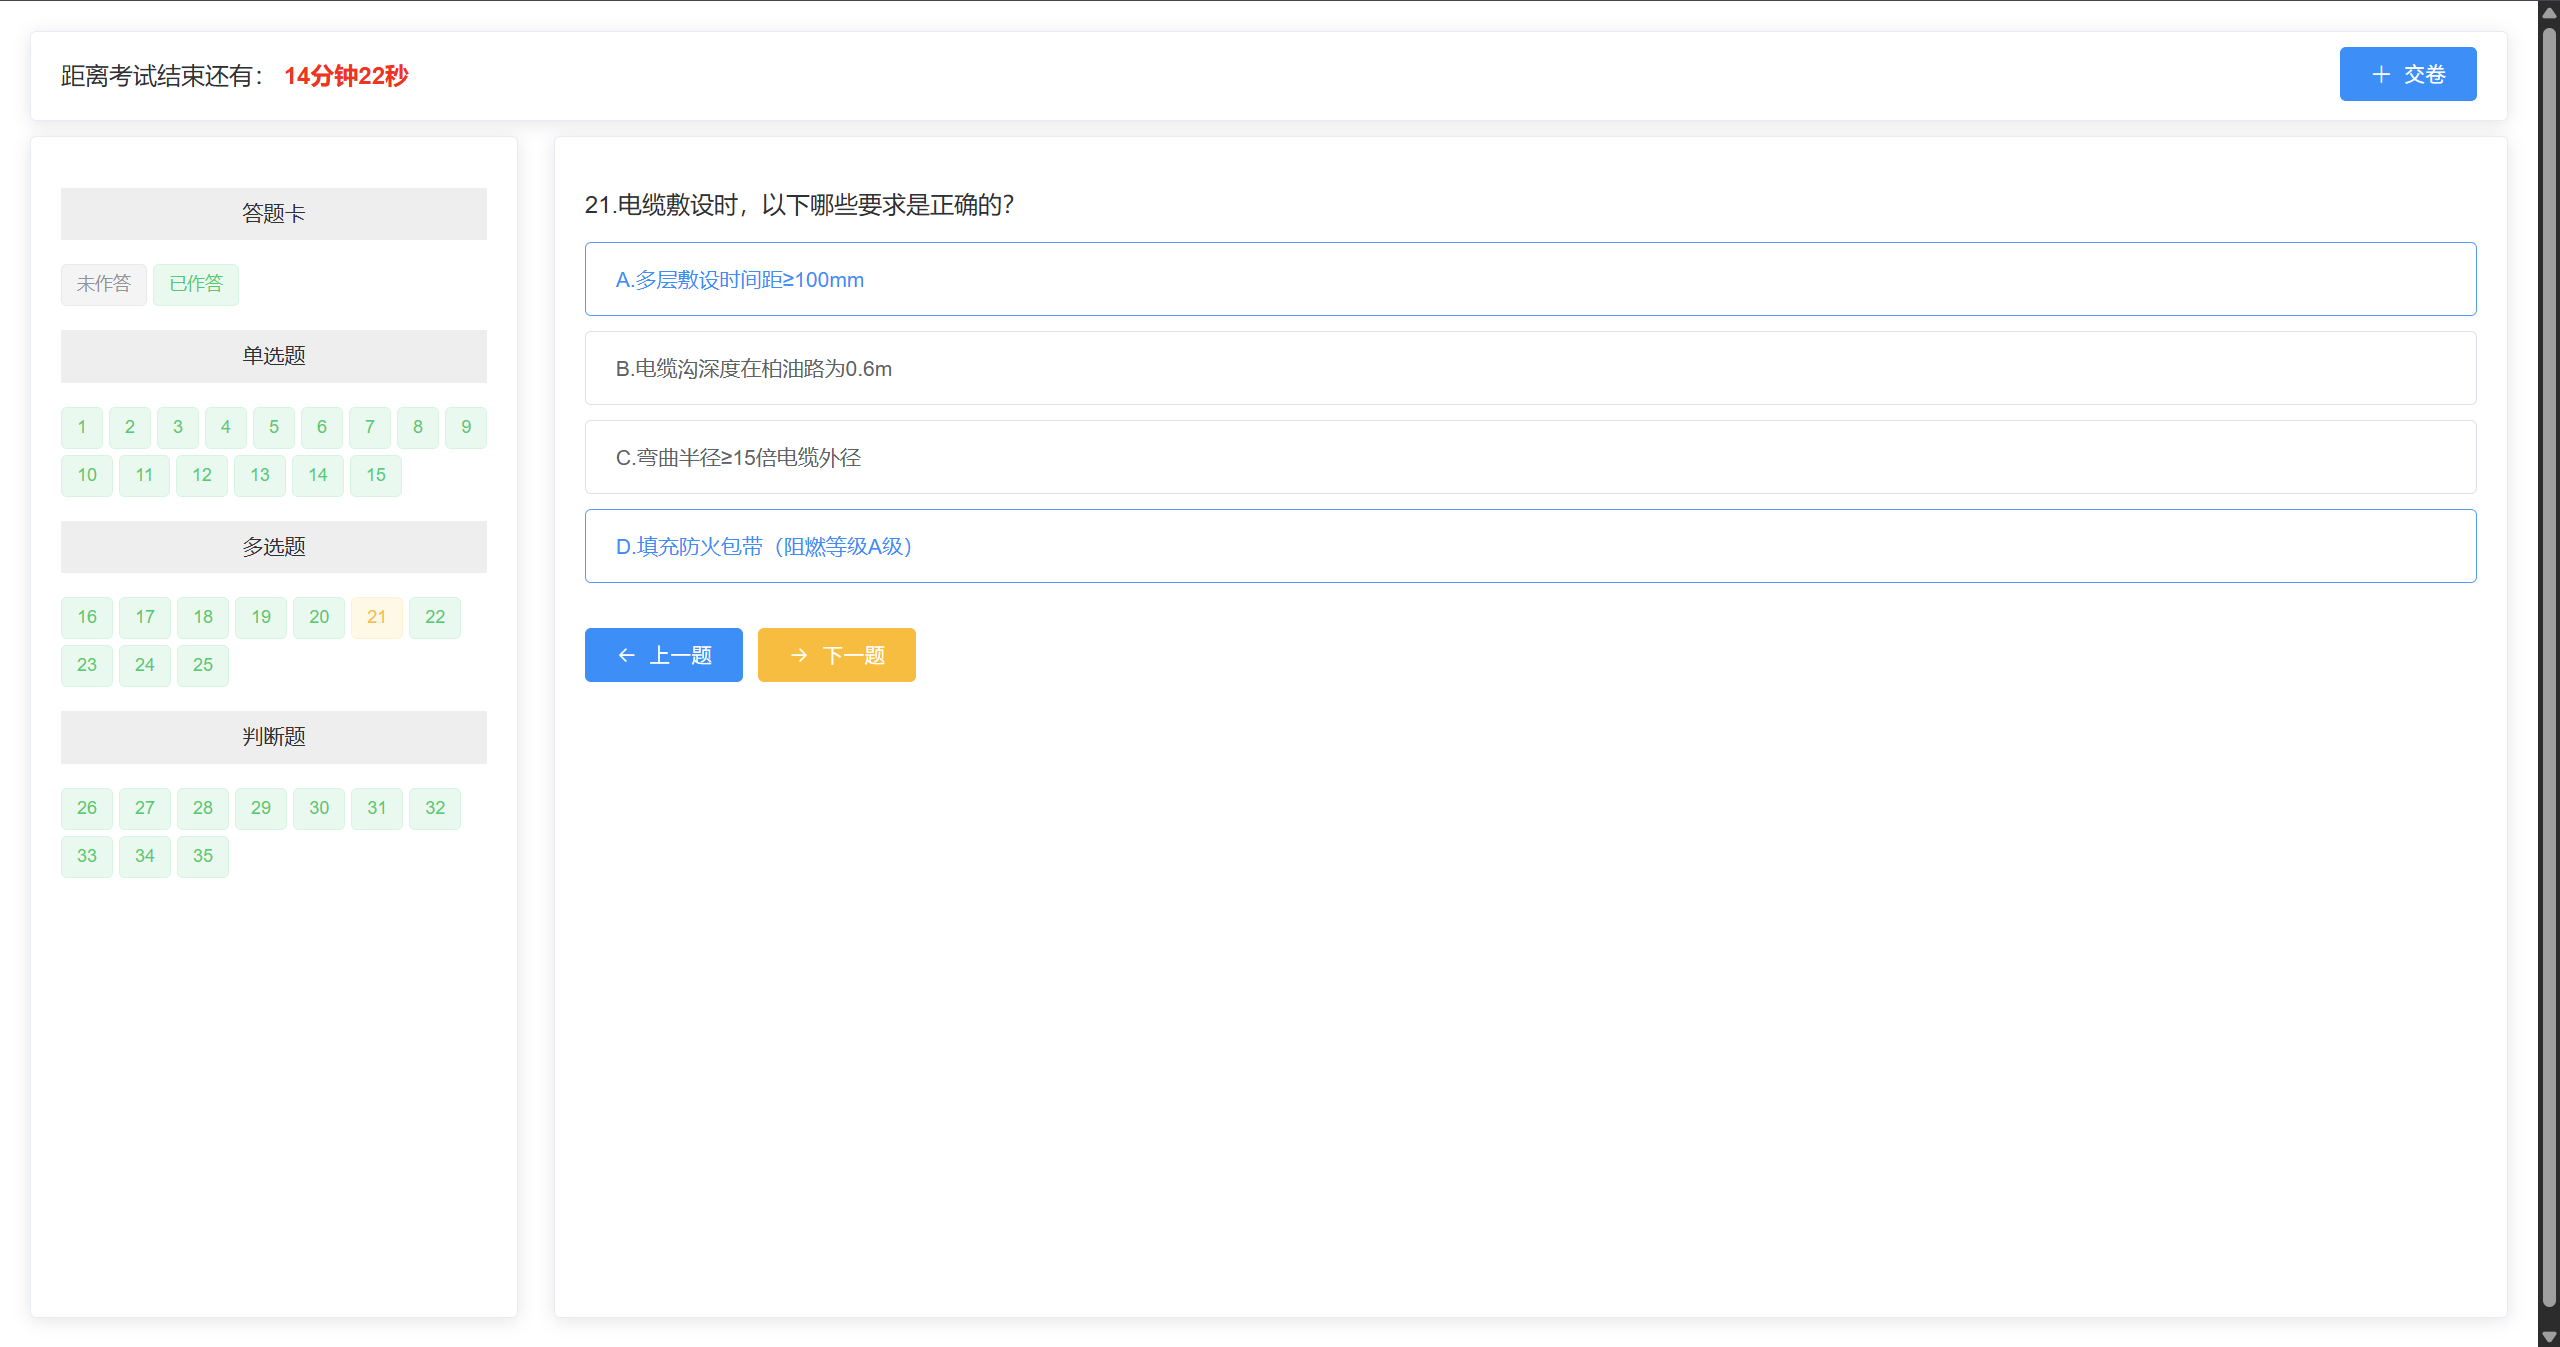 距离考试结束还有： 14分钟22秒
交卷
答题卡
未作答 已作答
单选题
1 2 3 4 5 6 7 8 9
10 11 12 13 14 15
多选题
16 17 18 19 20 21 22
23 24 25
判断题
26 27 28 29 30 31 32
33 34 35
21.电缆敷设时，以下哪些要求是正确的？
A.多层敷设时间距≥100mm
B.电缆沟深度在柏油路为0.6m
C.弯曲半径≥15倍电缆外径
D.填充防火包带（阻燃等级A级）
上一题 下一题